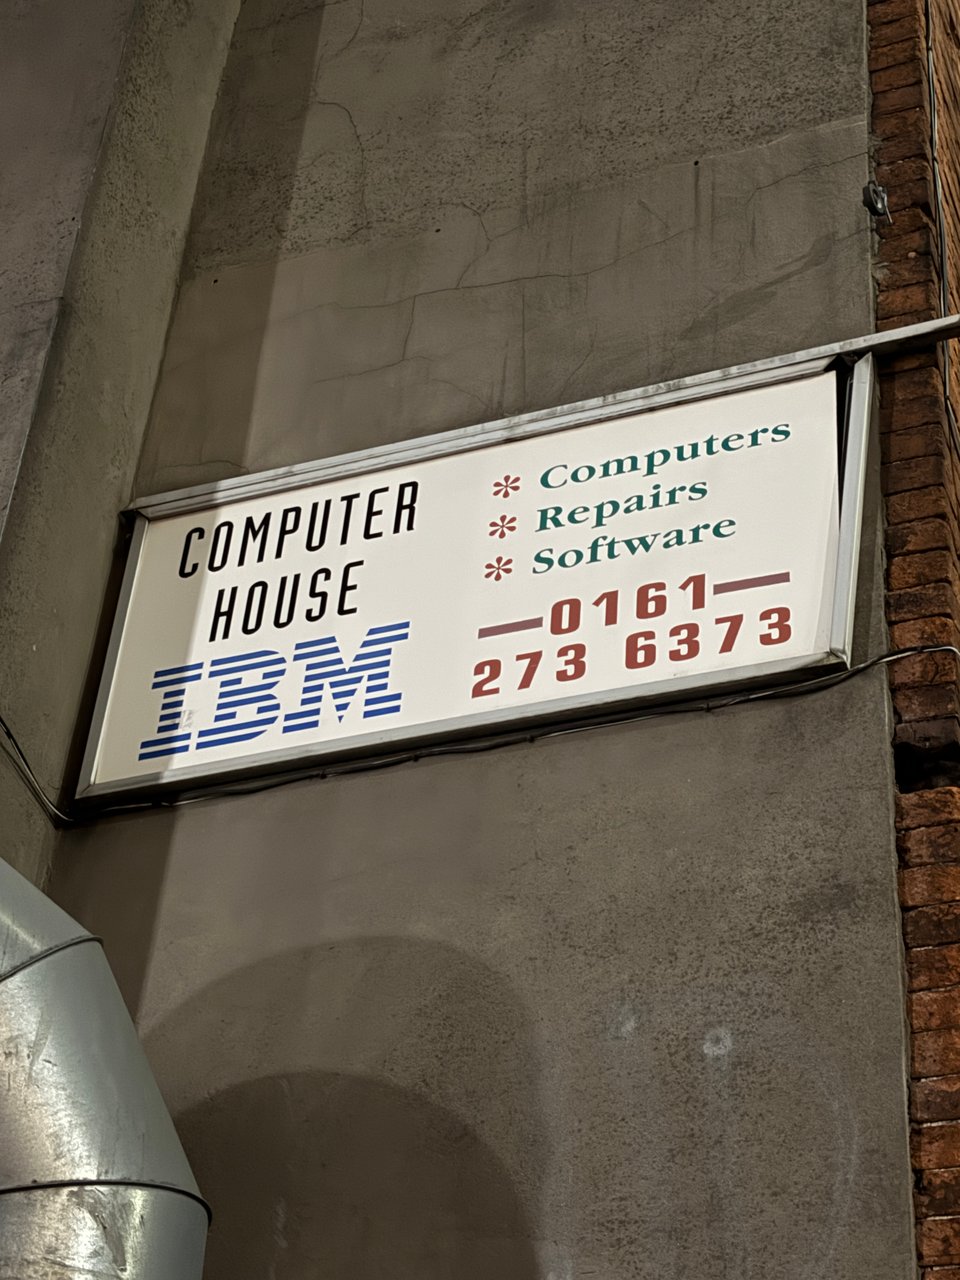 COMPUTER
HOUSE
IBM
* Computers
* Repairs
* Software
—0161—
273 6373